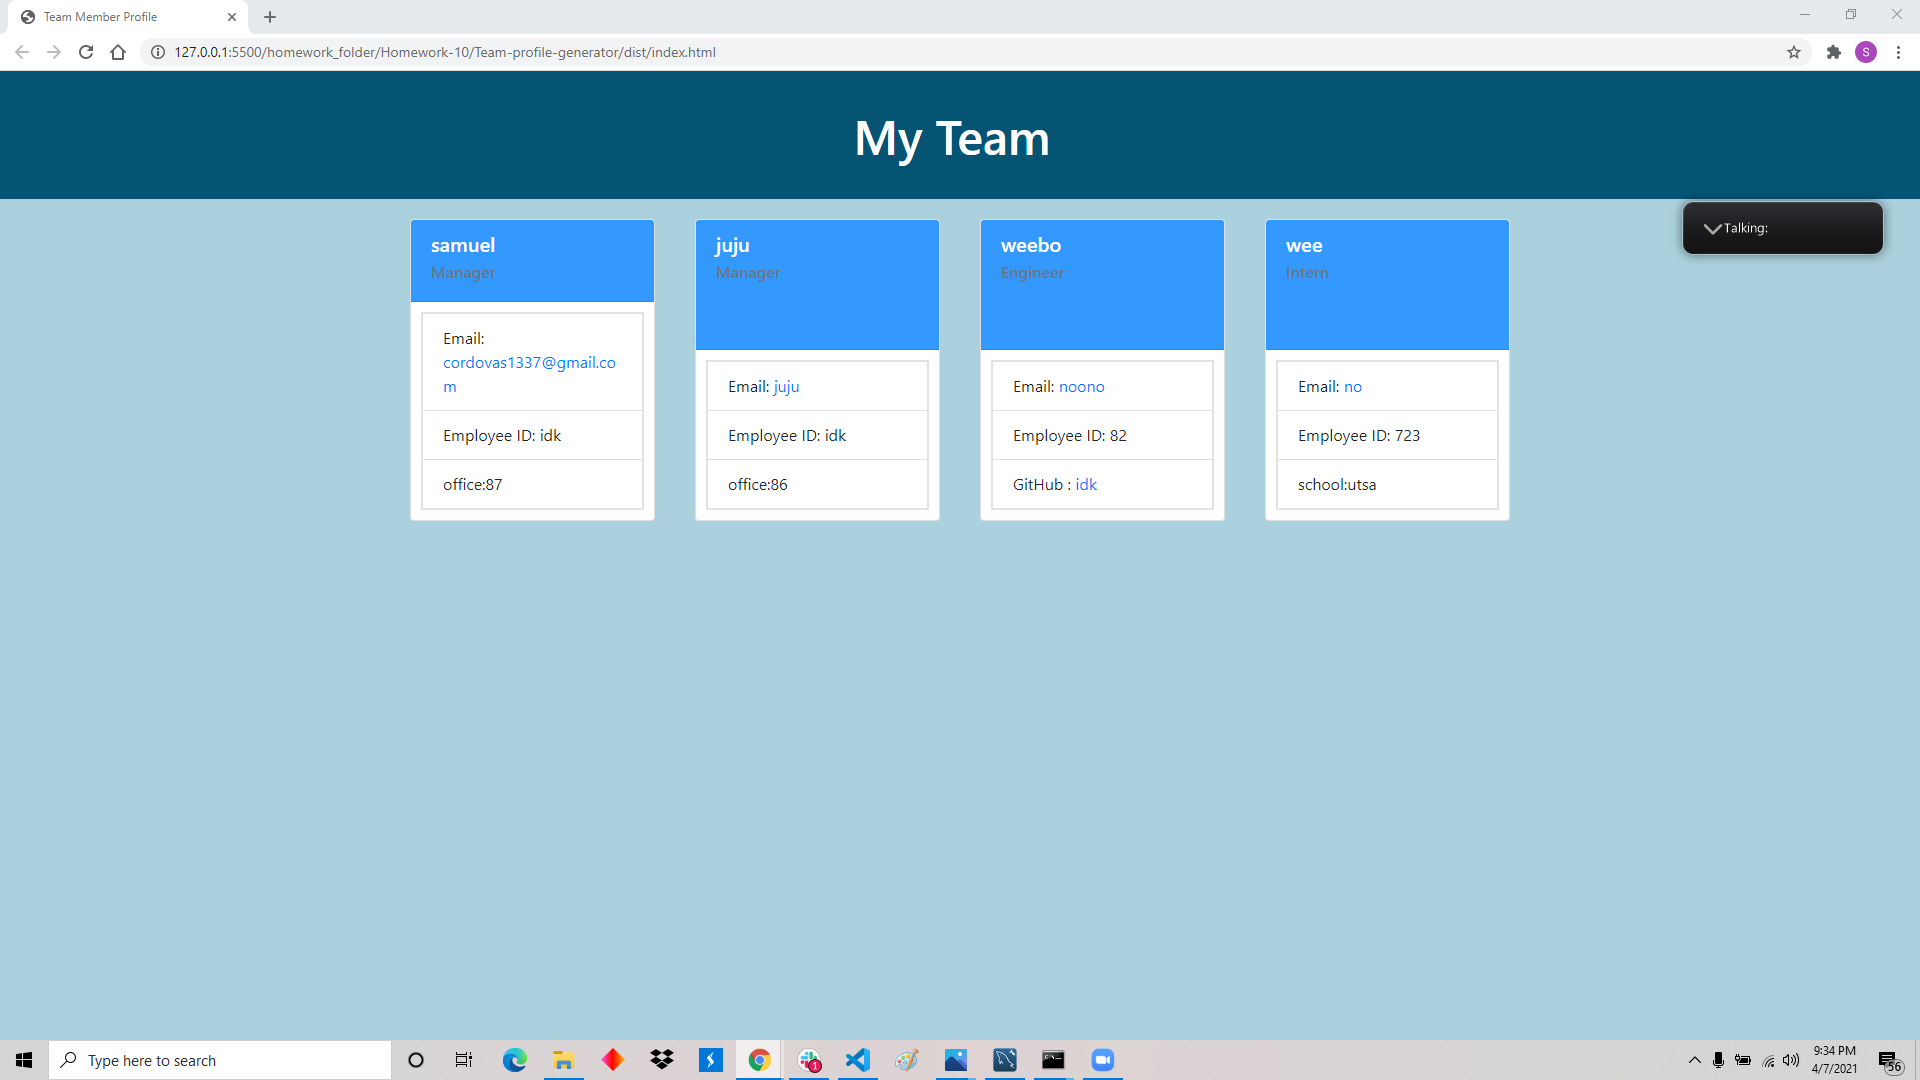 Team Member Profile
127.0.0.1:5500/homework_folder/Homework-10/Team-profile-generator/dist/index.html
S
My Team
Talking:
samuel
Manager
Email:
cordovas1337@gmail.co
m
Employee ID: idk
office:87
juju
Manager
Email: juju
Employee ID: idk
office:86
weebo
Engineer
Email: noono
Employee ID: 82
GitHub : idk
wee
Intern
Email: no
Employee ID: 723
school:utsa
Type here to search
1
9:34 PM
4/7/2021
56